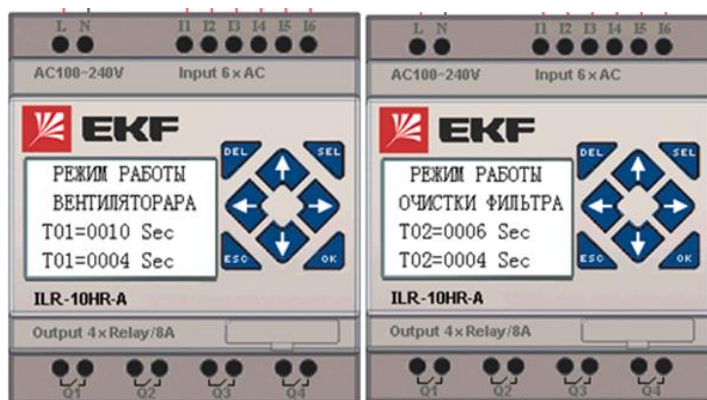 L N I1 I2 I3 I4 I5 I6
AC100~240V Input 6×AC
EKF
DEL SEL
РЕЖИМ РАБОТЫ
ВЕНТИЛЯТОРАРА
T01=0010 Sec
T01=0004 Sec
ESC OK
ILR-10HR-A
Output 4×Relay/8A
Q1 Q2 Q3 Q4
L N I1 I2 I3 I4 I5 I6
AC100~240V Input 6×AC
EKF
DEL SEL
РЕЖИМ РАБОТЫ
ОЧИСТКИ ФИЛЬТРА
T02=0006 Sec
T02=0004 Sec
ESC OK
ILR-10HR-A
Output 4×Relay/8A
Q1 Q2 Q3 Q4